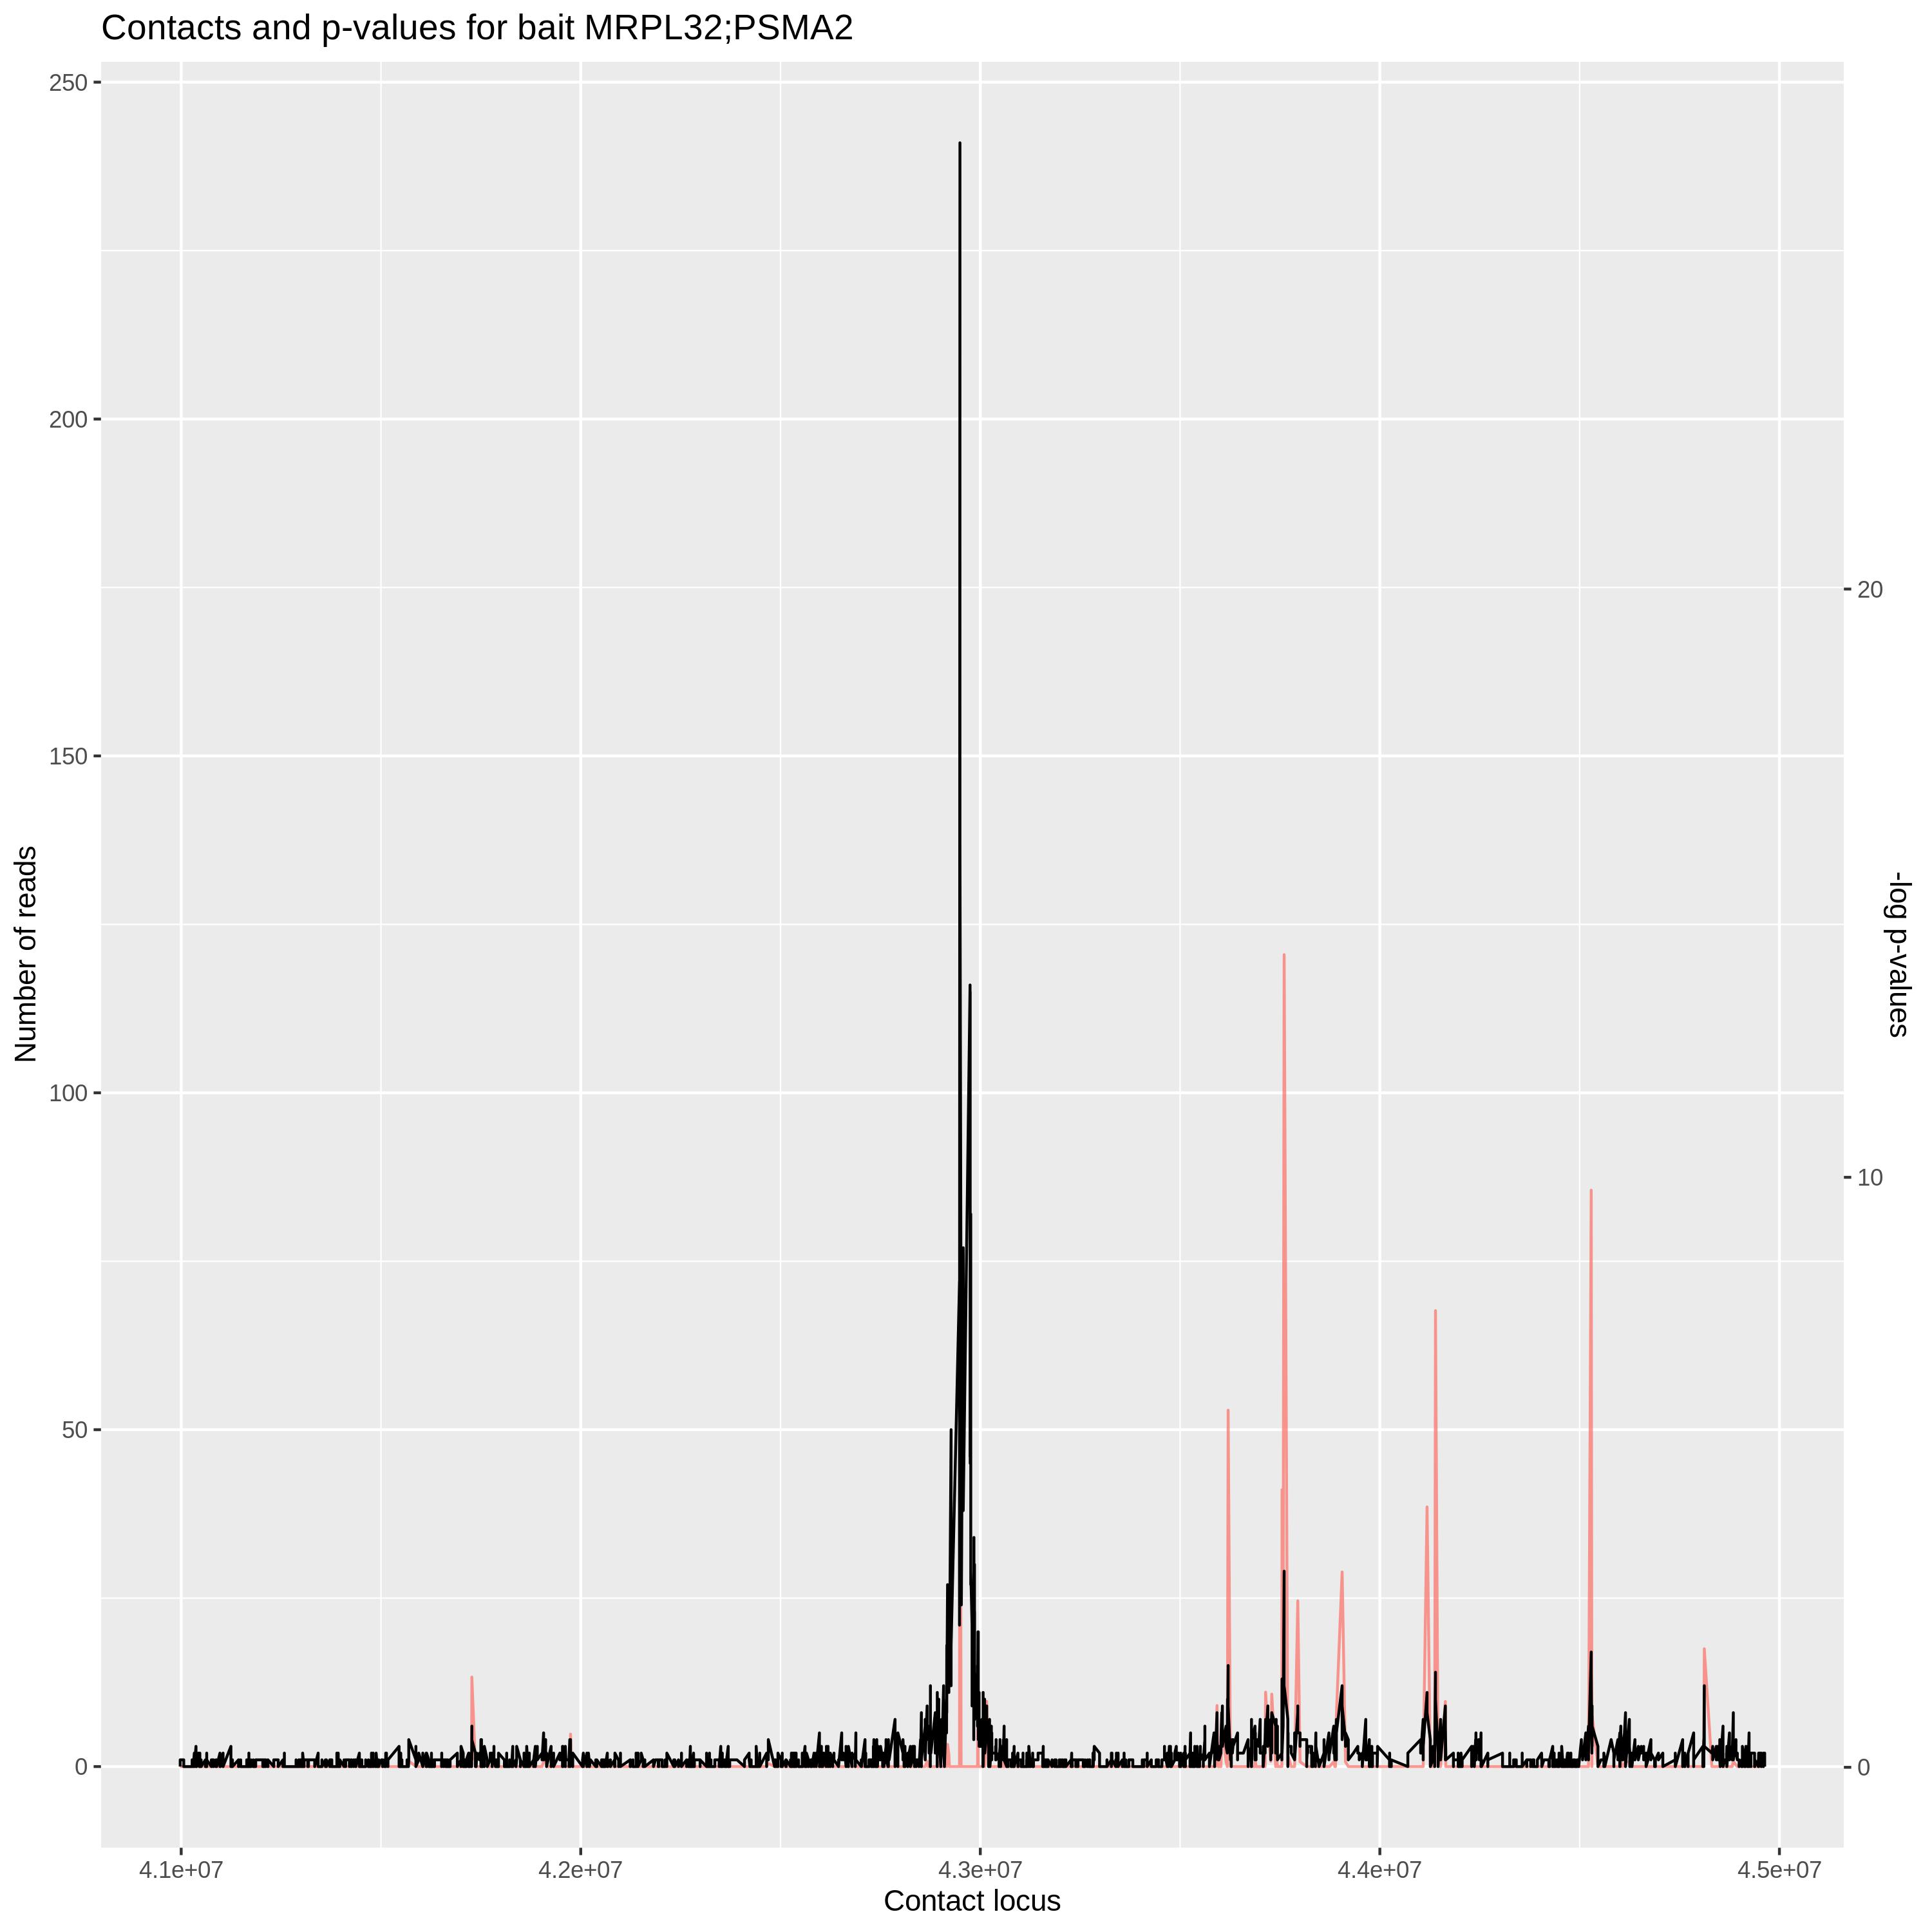 Contacts and p-values for bait MRPL32;PSMA2
250
200
150
100
50
0
Number of reads
20
10
0
-log p-values
4.1e+07
4.2e+07
4.3e+07
4.4e+07
4.5e+07
Contact locus